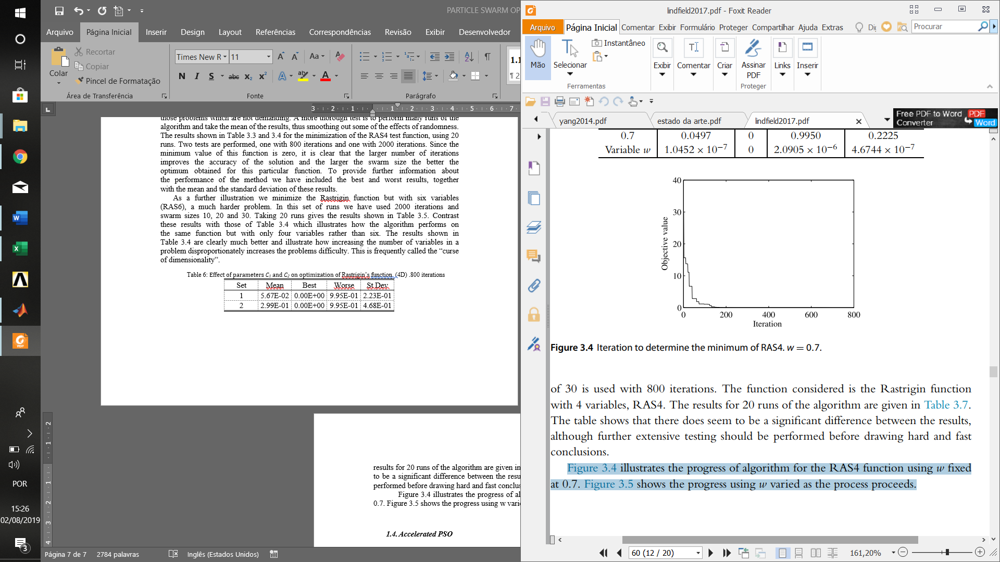 PARTICLE SWARM OP
Arquivo Página Inicial Inserir Design Layout Referências Correspondências Revisão Exibir Desenvolvedor
Colar
Recortar
Copiar
Pincel de Formatação
Área de Transferência
Times New R 11
Aa
N I S abc x₂ x²
Fonte
Parágrafo
1.1
¶ 2
3 2 1 1 2 3 4 5 6 7
those problems which are not demanding. A more thorough test is to perform many runs of the
algorithm and take the mean of the results, thus smoothing out some of the effects of randomness.
The results shown in Table 3.3 and 3.4 for the minimization of the RAS4 test function, using 20
runs. Two tests are performed, one with 800 iterations and one with 2000 iterations. Since the
minimum value of this function is zero, it is clear that the larger number of iterations
improves the accuracy of the solution and the larger the swarm size the better the
optimum obtained for this particular function. To provide further information about
the performance of the method we have included the best and worst results, together
with the mean and the standard deviation of these results.
As a further illustration we minimize the Rastrigin function but with six variables
(RAS6), a much harder problem. In this set of runs we have used 2000 iterations and
swarm sizes 10, 20 and 30. Taking 20 runs gives the results shown in Table 3.5. Contrast
these results with those of Table 3.4 which illustrates how the algorithm performs on
the same function but with only four variables rather than six. The results shown in
Table 3.4 are clearly much better and illustrate how increasing the number of variables in a
problem disproportionately increases the problems difficulty. This is frequently called the “curse
of dimensionality”.
Table 6: Effect of parameters C₁ and C₂ on optimization of Rastrigin’s function (4D) .800 iterations
Set Mean Best Worse St.Dev.
1 5.67E-02 0.00E+00 9.95E-01 2.23E-01
2 2.99E-01 0.00E+00 9.95E-01 4.68E-01
results for 20 runs of the algorithm are given in
to be a significant difference between the resu
performed before drawing hard and fast conclus
Figure 3.4 illustrates the progress of al
0.7. Figure 3.5 shows the progress using w vari
1.4. Accelerated PSO
Página 7 de 7 2784 palavras Inglês (Estados Unidos)
POR
15:26
02/08/2019
3
lindfield2017.pdf - Foxit Reader
Arquivo Página Inicial Comentar Exibir Formulário Proteger Compartilhar Ajuda Extras Di Procurar
Mão
Selecionar
Instantâneo
Ferramentas
Exibir
Comentar
Criar
Assinar
PDF
Proteger
Links
Inserir
yang2014.pdf estado da arte.pdf lindfield2017.pdf
Free PDF to Word PDF
Converter Word
0.7 0.0497 0 0.9950 0.2225
Variable w 1.0452 × 10⁻⁷ 0 2.0905 × 10⁻⁶ 4.6744 × 10⁻⁷
40
30
20
10
0
Objective value
0 200 400 600 800
Iteration
Figure 3.4 Iteration to determine the minimum of RAS4. w = 0.7.
of 30 is used with 800 iterations. The function considered is the Rastrigin function
with 4 variables, RAS4. The results for 20 runs of the algorithm are given in Table 3.7.
The table shows that there does seem to be a significant difference between the results,
although further extensive testing should be performed before drawing hard and fast
conclusions.
Figure 3.4 illustrates the progress of algorithm for the RAS4 function using w fixed
at 0.7. Figure 3.5 shows the progress using w varied as the process proceeds.
60 (12 / 20) 161,20%